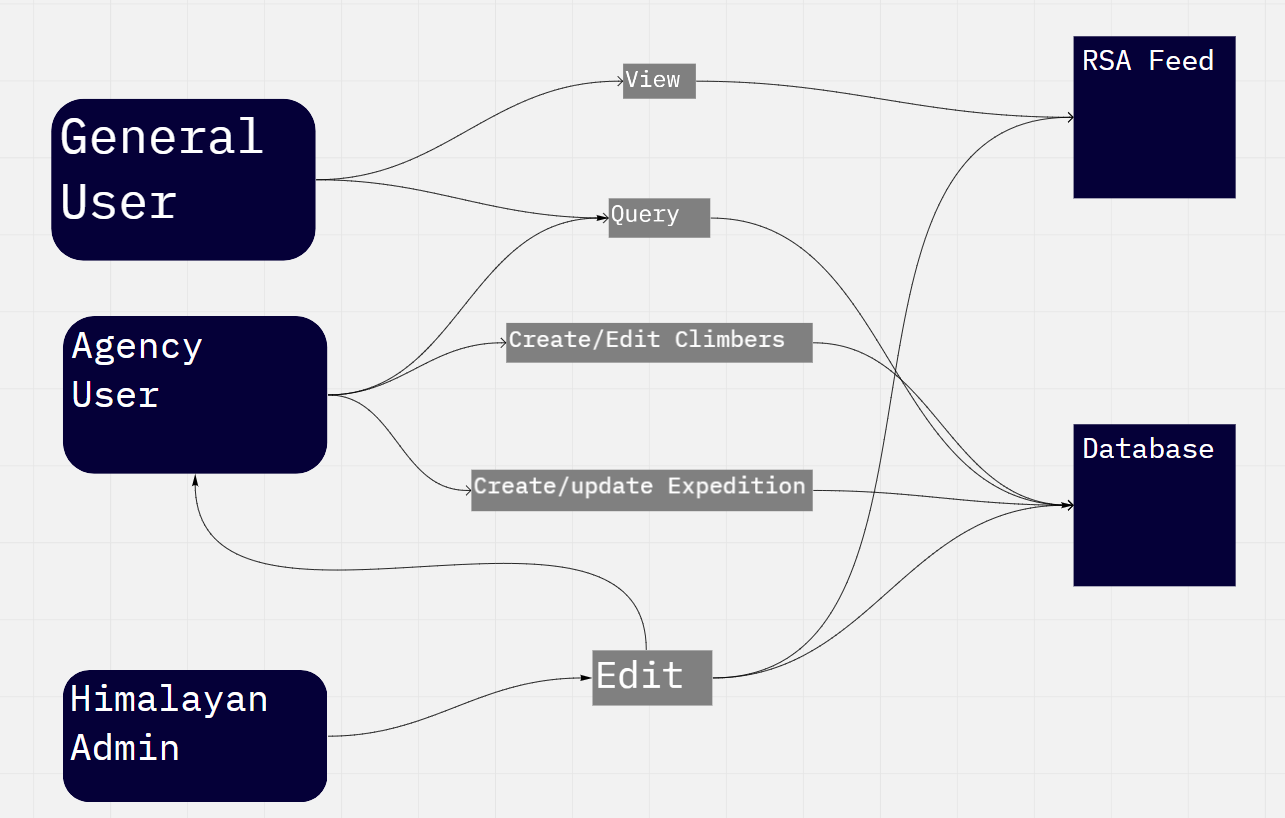 General
User
View
RSA Feed
Query
Agency
User
Create/Edit Climbers
Create/update Expedition
Database
Himalayan
Admin
Edit